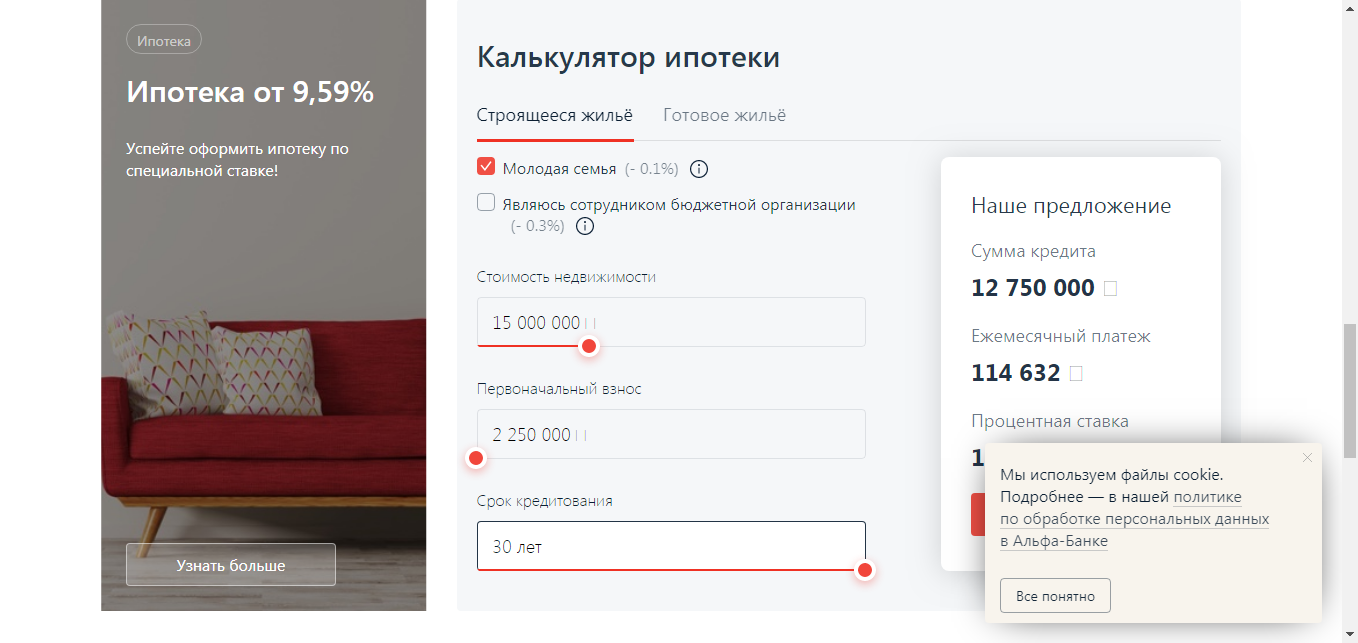 Ипотека
Ипотека от 9,59%
Успейте оформить ипотеку по
специальной ставке!
Узнать больше
Калькулятор ипотеки
Строящееся жильё
Готовое жильё
Молодая семья (- 0.1%)
Являюсь сотрудником бюджетной организации
(- 0.3%)
Стоимость недвижимости
15 000 000
Первоначальный взнос
2 250 000
Срок кредитования
30 лет
Наше предложение
Сумма кредита
12 750 000
Ежемесячный платеж
114 632
Процентная ставка
Мы используем файлы cookie.
Подробнее — в нашей политике
по обработке персональных данных
в Альфа-Банке
Все понятно